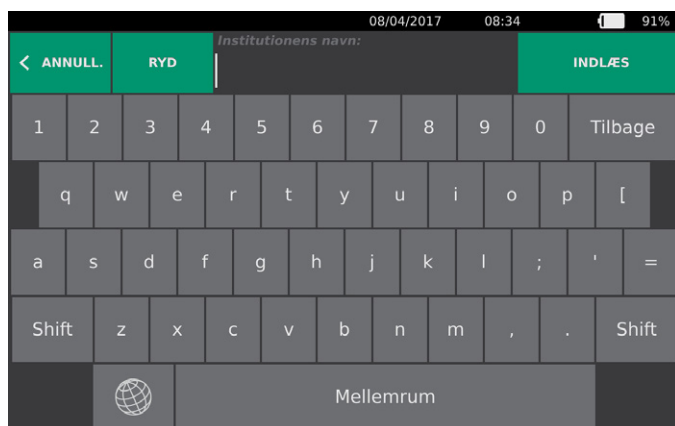 08/04/2017 08:34 91%
Institutionens navn:
ANNULL. RYD INDLÆS
1 2 3 4 5 6 7 8 9 0 Tilbage
q w e r t y u i o p [
a s d f g h j k l ; ' =
Shift z x c v b n m , . Shift
Mellemrum